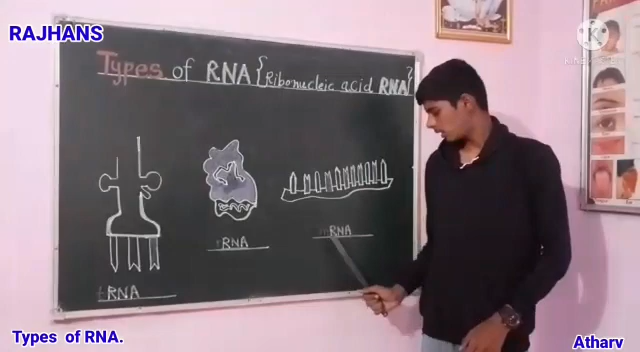 RAJHANS
Types of RNA {Ribonucleic acid RNA}
tRNA
rRNA
mRNA
Types of RNA.
Atharv